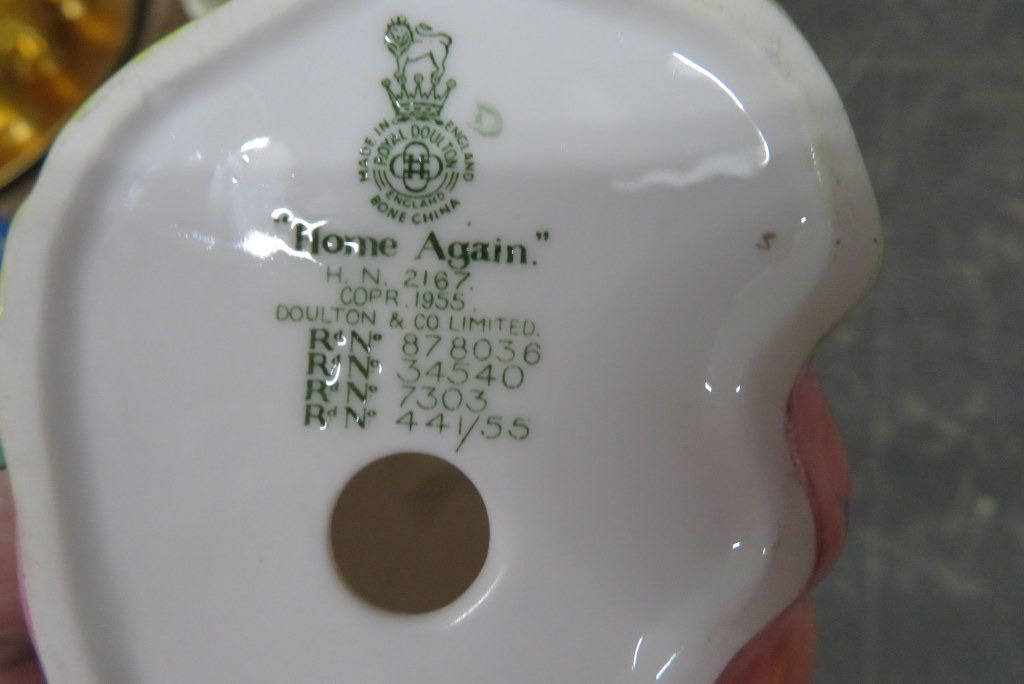 MADE IN ENGLAND
ROYAL DOULTON
ENGLAND
BONE CHINA
D
"Home Again."
H. N. 2167.
COPR. 1955.
DOULTON & CO LIMITED.
Rd No 878036
Rd No 34540
Rd No 7303
Rd No 441/55